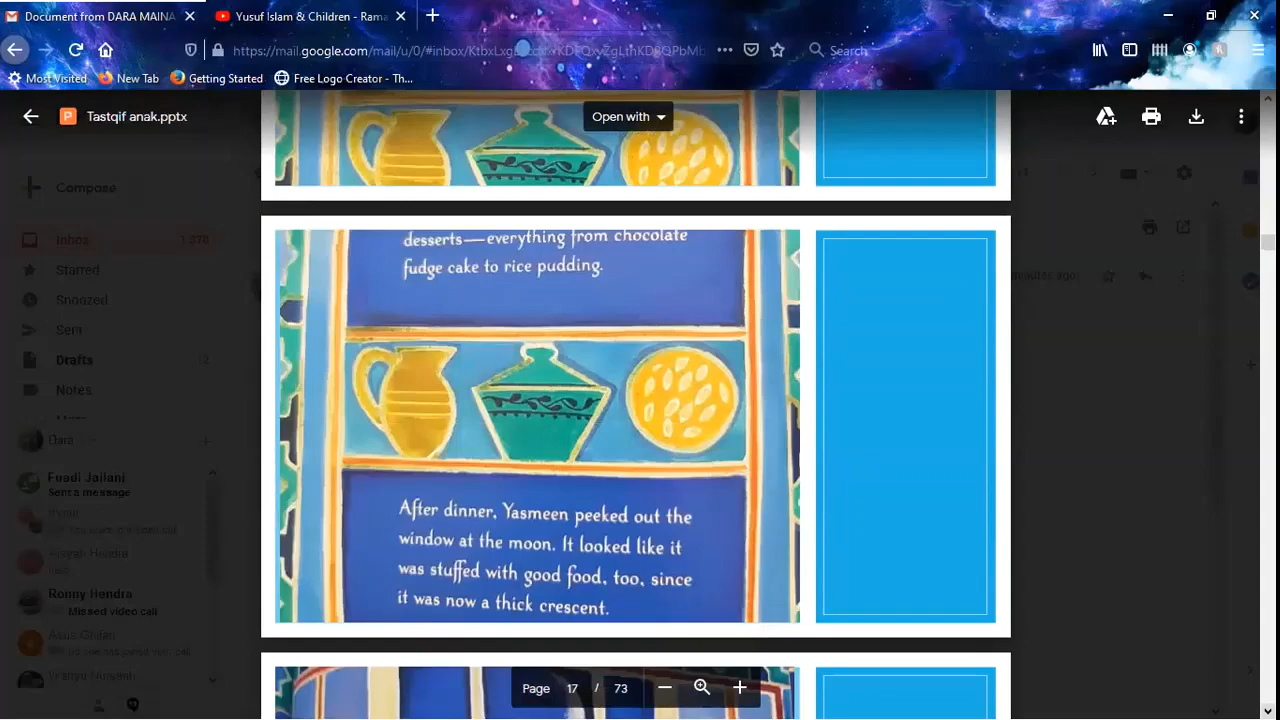 Document from DARA MAINA
Yusuf Islam & Children - Rama
https://mail.google.com/mail/u/0/#inbox/
Search
Most Visited
New Tab
Getting Started
Free Logo Creator - Th...
Tastqif anak.pptx
Open with
Compose
Inbox
Starred
Snoozed
Sent
Drafts
Notes
Dara
Fuadi Jailani
Sent a message
Aisyah Hendra
Ronny Hendra
Missed video call
desserts—everything from chocolate
fudge cake to rice pudding.
After dinner, Yasmeen peeked out the
window at the moon. It looked like it
was stuffed with good food, too, since
it was now a thick crescent.
Page 17 / 73